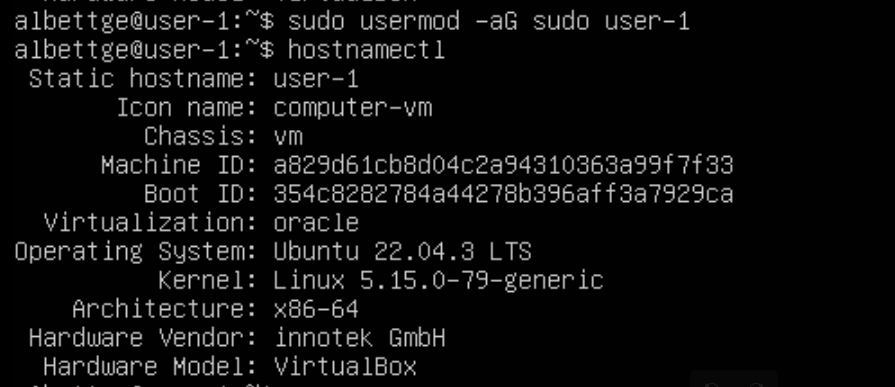 albettge@user-1:~$ sudo usermod -aG sudo user-1
albettge@user-1:~$ hostnamectl
Static hostname: user-1
Icon name: computer-vm
Chassis: vm
Machine ID: a829d61cb8d04c2a94310363a99f7f33
Boot ID: 354c8282784a44278b396aff3a7929ca
Virtualization: oracle
Operating System: Ubuntu 22.04.3 LTS
Kernel: Linux 5.15.0-79-generic
Architecture: x86-64
Hardware Vendor: innotek GmbH
Hardware Model: VirtualBox